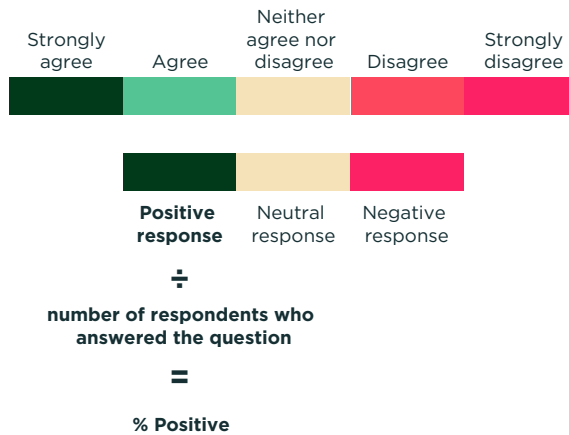 Strongly
agree
Agree
Neither
agree nor
disagree
Disagree
Strongly
disagree
Positive
response
Neutral
response
Negative
response
÷
number of respondents who
answered the question
=
% Positive